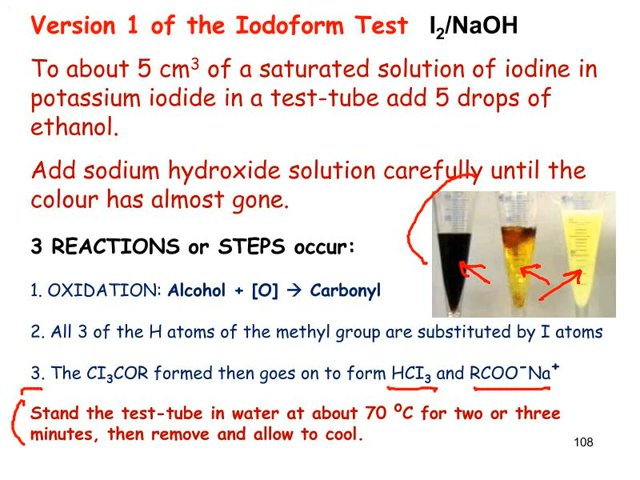 Version 1 of the Iodoform Test I₂/NaOH
To about 5 cm³ of a saturated solution of iodine in
potassium iodide in a test-tube add 5 drops of
ethanol.
Add sodium hydroxide solution carefully until the
colour has almost gone.
3 REACTIONS or STEPS occur:
1. OXIDATION: Alcohol + [O] → Carbonyl
2. All 3 of the H atoms of the methyl group are substituted by I atoms
3. The CI₃COR formed then goes on to form HCI₃ and RCOO⁻Na⁺
Stand the test-tube in water at about 70 ⁰C for two or three
minutes, then remove and allow to cool.
108